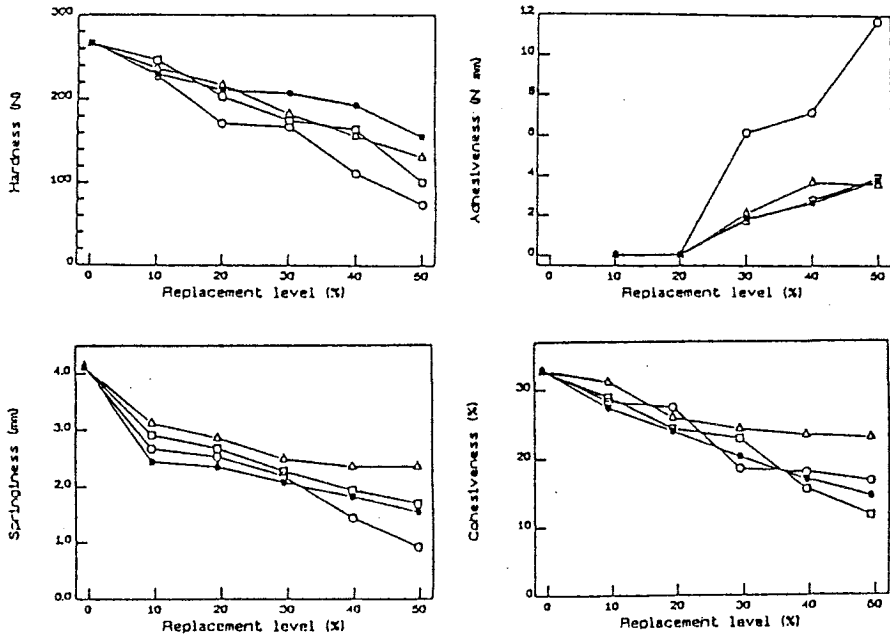 300
200
100
0
Hardness (N)
0 10 20 30 40 50
Replacement level (%)
12
10
8
6
4
2
0
Adhesiveness (N mm)
0 10 20 30 40 50
Replacement level (%)
4.0
3.0
2.0
1.0
0.0
Springiness (mm)
0 10 20 30 40 50
Replacement level (%)
30
20
10
0
Cohesiveness (%)
0 10 20 30 40 50
Replacement level (%)